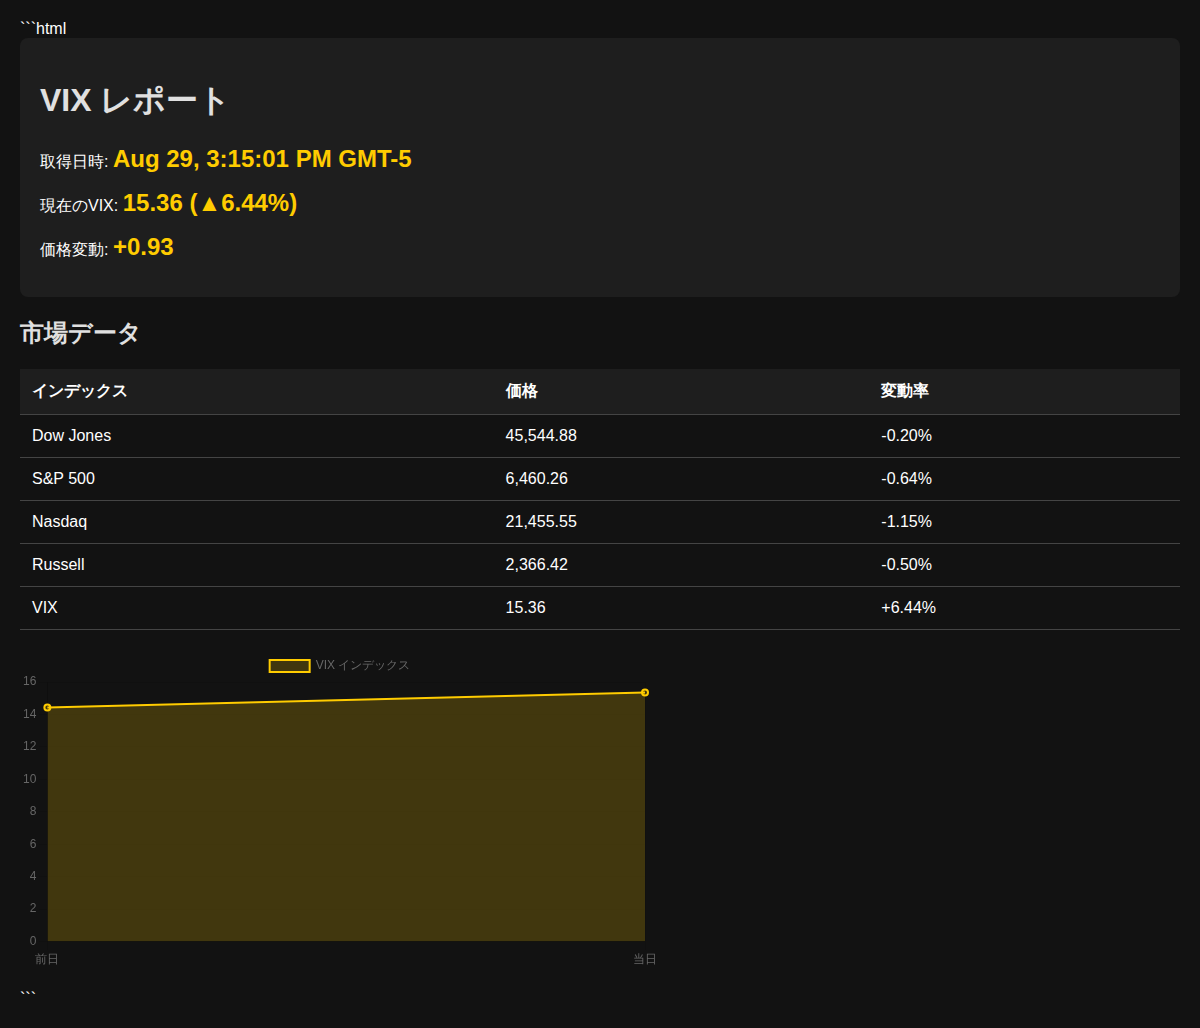 ```html
VIX レポート
取得日時: Aug 29, 3:15:01 PM GMT-5
現在のVIX: 15.36 (▲6.44%)
価格変動: +0.93
市場データ
インデックス 価格 変動率
Dow Jones 45,544.88 -0.20%
S&P 500 6,460.26 -0.64%
Nasdaq 21,455.55 -1.15%
Russell 2,366.42 -0.50%
VIX 15.36 +6.44%
VIX インデックス
16
14
12
10
8
6
4
2
0
前日 当日
```